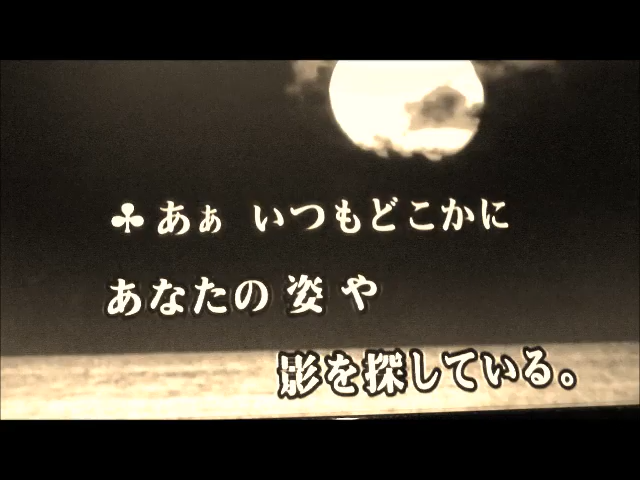 ♣あぁ いつもどこかに
あなたの姿や
影を探している。